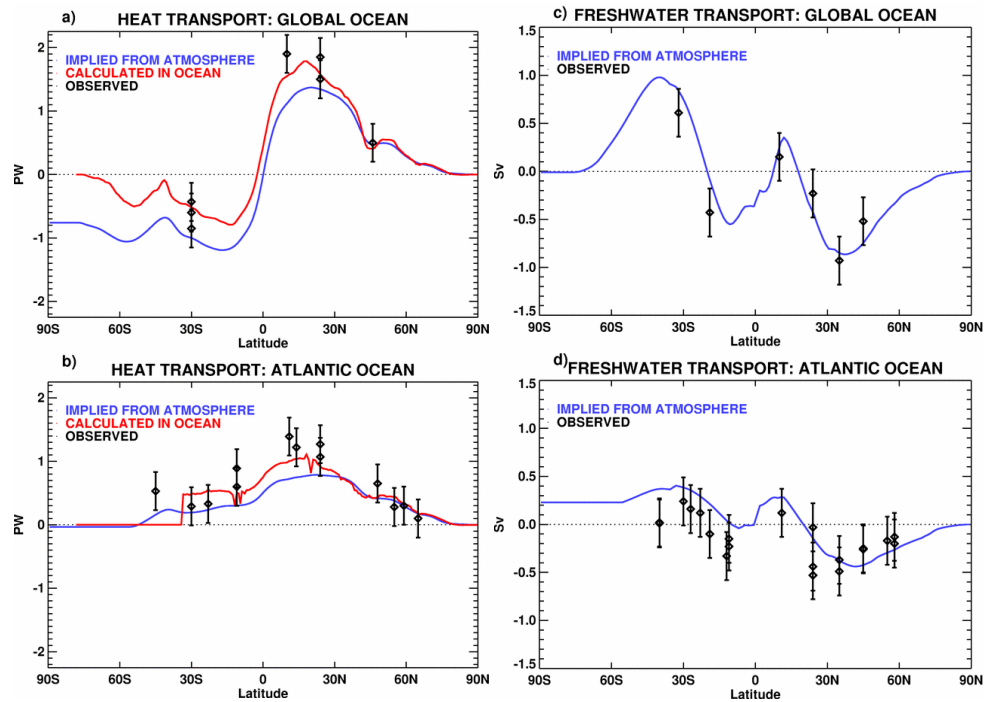 a) HEAT TRANSPORT: GLOBAL OCEAN
2
1
0
-1
-2
PW
IMPLIED FROM ATMOSPHERE
CALCULATED IN OCEAN
OBSERVED
90S 60S 30S 0 30N 60N 90N
Latitude
c) FRESHWATER TRANSPORT: GLOBAL OCEAN
1.5
1.0
0.5
0.0
-0.5
-1.0
-1.5
Sv
IMPLIED FROM ATMOSPHERE
OBSERVED
90S 60S 30S 0 30N 60N 90N
Latitude
b) HEAT TRANSPORT: ATLANTIC OCEAN
2
1
0
-1
-2
PW
IMPLIED FROM ATMOSPHERE
CALCULATED IN OCEAN
OBSERVED
90S 60S 30S 0 30N 60N 90N
Latitude
d) FRESHWATER TRANSPORT: ATLANTIC OCEAN
1.5
1.0
0.5
0.0
-0.5
-1.0
-1.5
Sv
IMPLIED FROM ATMOSPHERE
OBSERVED
90S 60S 30S 0 30N 60N 90N
Latitude